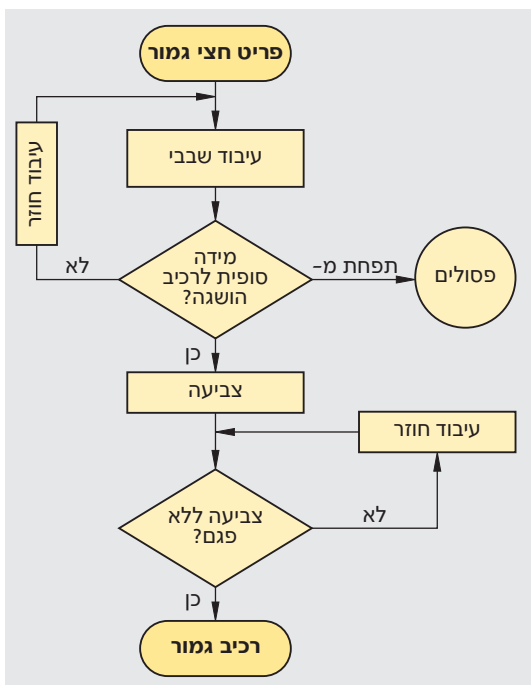 פריט חצי גמור
עיבוד שבבי
עיבוד חוזר
מידה
סופית לרכיב
הושגה?
לא
תפחת מ-
פסולים
כן
צביעה
עיבוד חוזר
צביעה ללא
פגם?
לא
כן
רכיב גמור